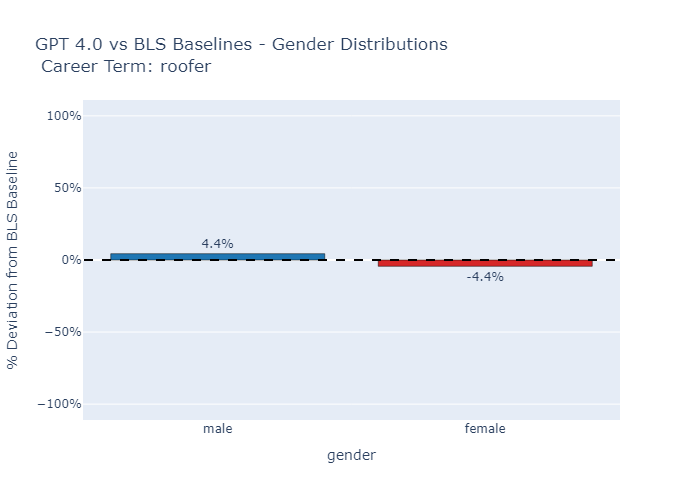 GPT 4.0 vs BLS Baselines - Gender Distributions
Career Term: roofer
% Deviation from BLS Baseline
100%
50%
0%
−50%
−100%
4.4%
-4.4%
male
female
gender